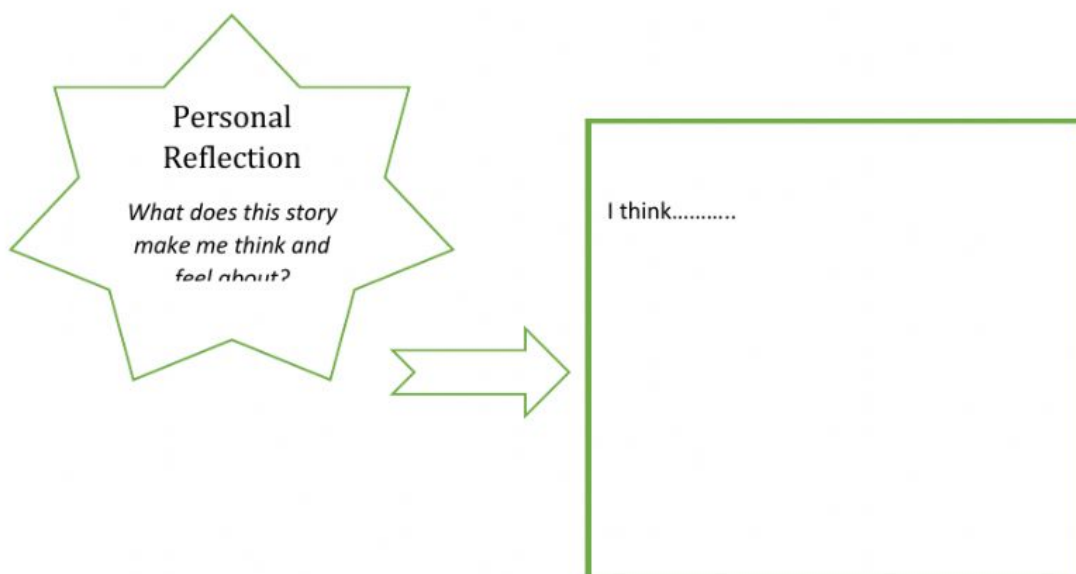 Personal
Reflection
What does this story
make me think and
feel about?
I think...........